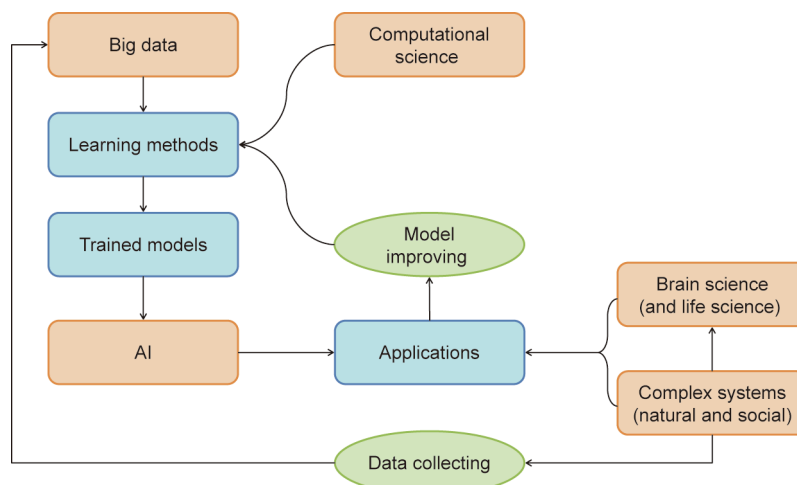 Big data
Computational
science
Learning methods
Trained models
Model
improving
Brain science
(and life science)
AI
Applications
Complex systems
(natural and social)
Data collecting